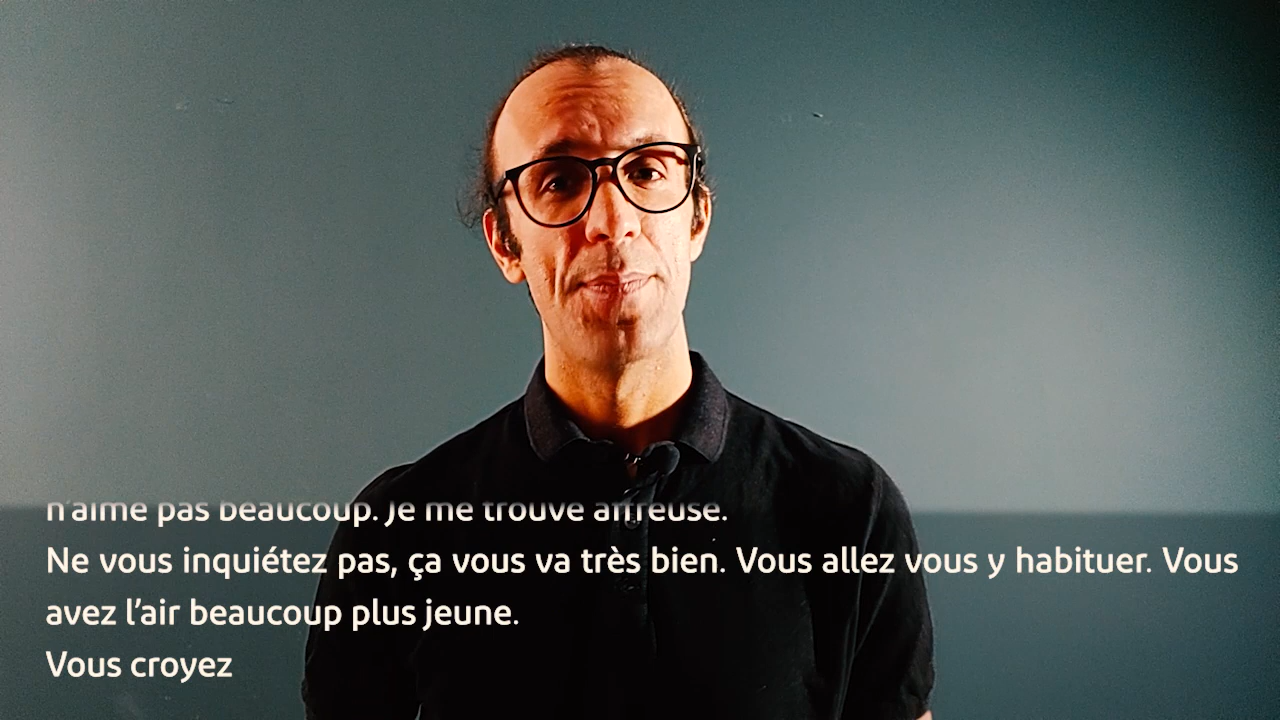 n'aime pas beaucoup. Je me trouve affreuse.
Ne vous inquiétez pas, ça vous va très bien. Vous allez vous y habituer. Vous
avez l'air beaucoup plus jeune.
Vous croyez